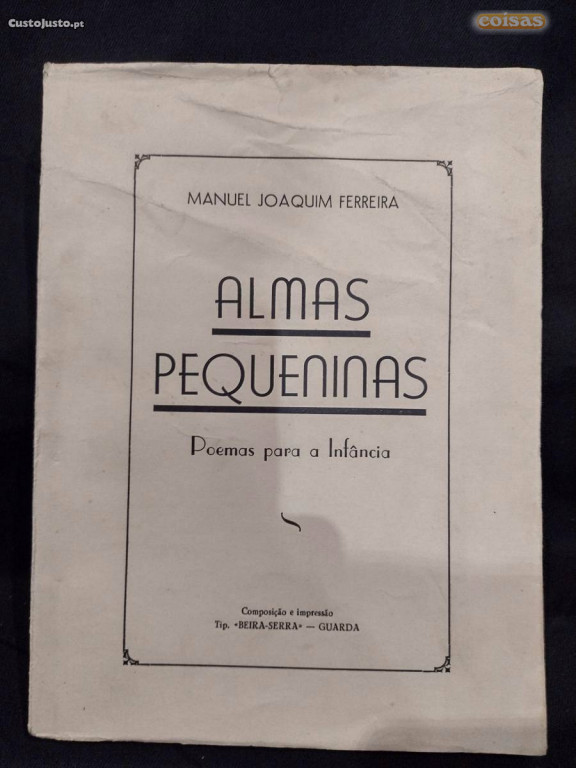 CustoJusto.pt
coisas
MANUEL JOAQUIM FERREIRA
ALMAS
PEQUENINAS
Poemas para a Infância
Composição e impressão
Tip. «BEIRA-SERRA» — GUARDA